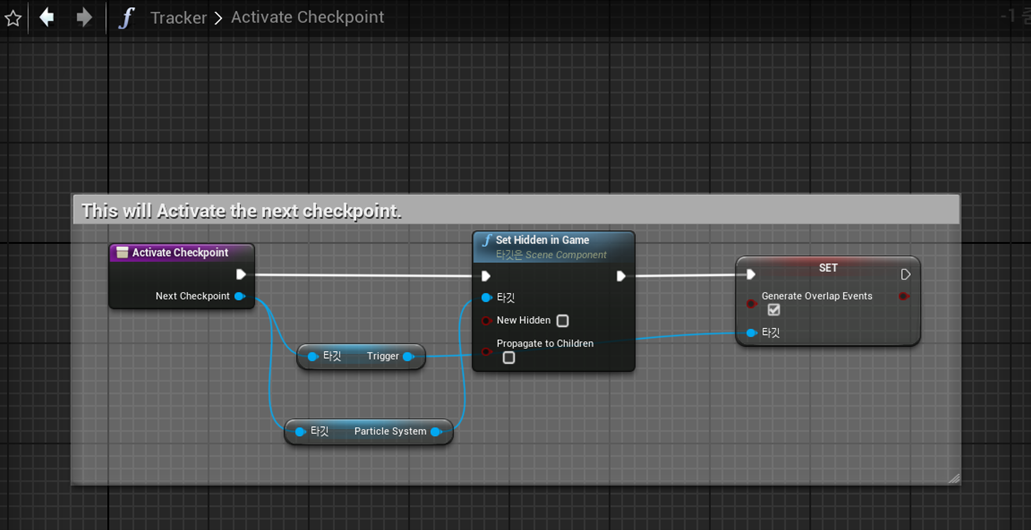 Tracker > Activate Checkpoint
-1
This will Activate the next checkpoint.
Activate Checkpoint
Next Checkpoint
타깃 Trigger
타깃 Particle System
f Set Hidden in Game
타깃은 Scene Component
타깃
New Hidden
Propagate to Children
SET
Generate Overlap Events
타깃